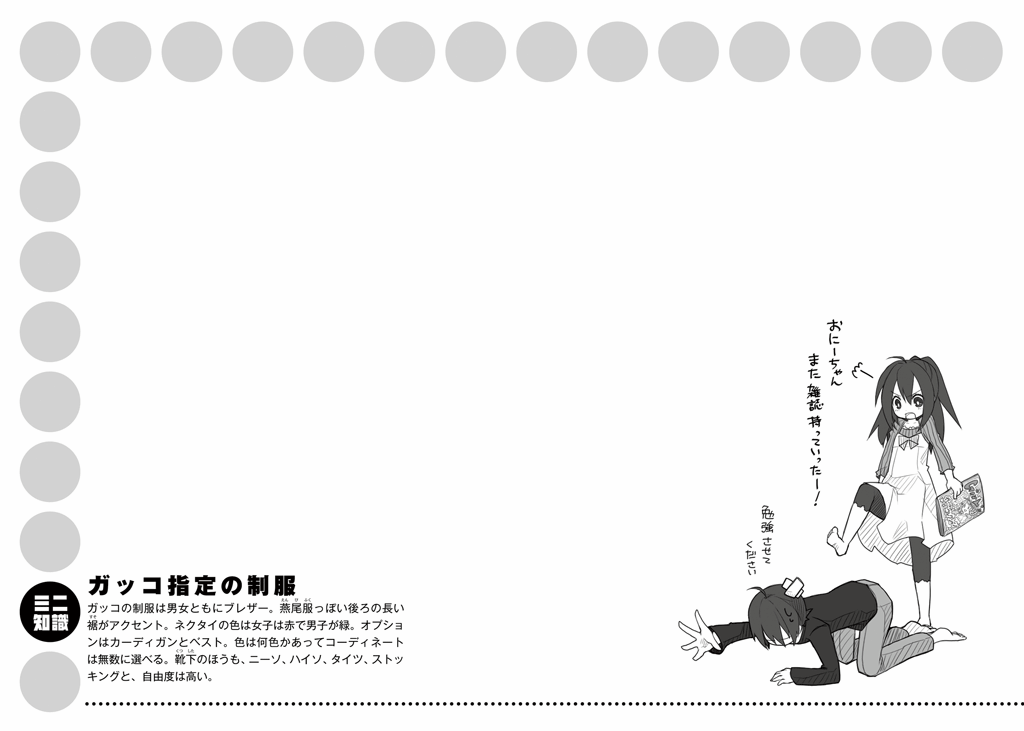 おにーちゃん
また雑誌持っていったー!
勉強させて
ください
ミニ
知識
ガッコ指定の制服
ガッコの制服は男女ともにブレザー。燕尾服っぽい後ろの長い
裾がアクセント。ネクタイの色は女子は赤で男子が緑。オプショ
ンはカーディガンとベスト。色は何色かあってコーディネート
は無数に選べる。靴下のほうも、ニーソ、ハイソ、タイツ、ストッ
キングと、自由度は高い。